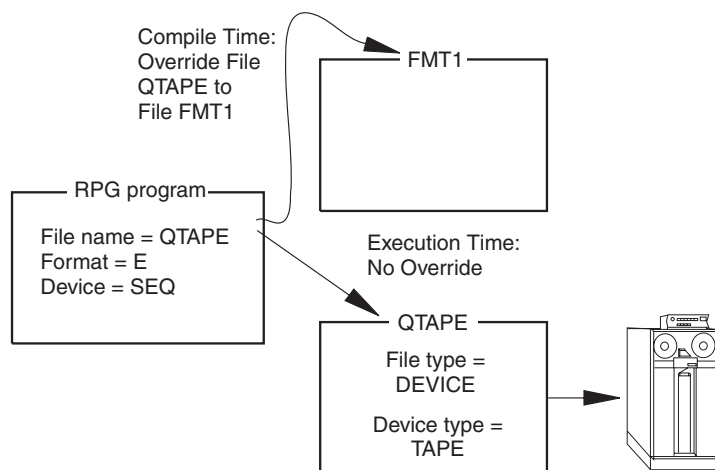 Compile Time:
Override File
QTAPE to
File FMT1
FMT1
RPG program
File name = QTAPE
Format = E
Device = SEQ
Execution Time:
No Override
QTAPE
File type =
DEVICE
Device type =
TAPE